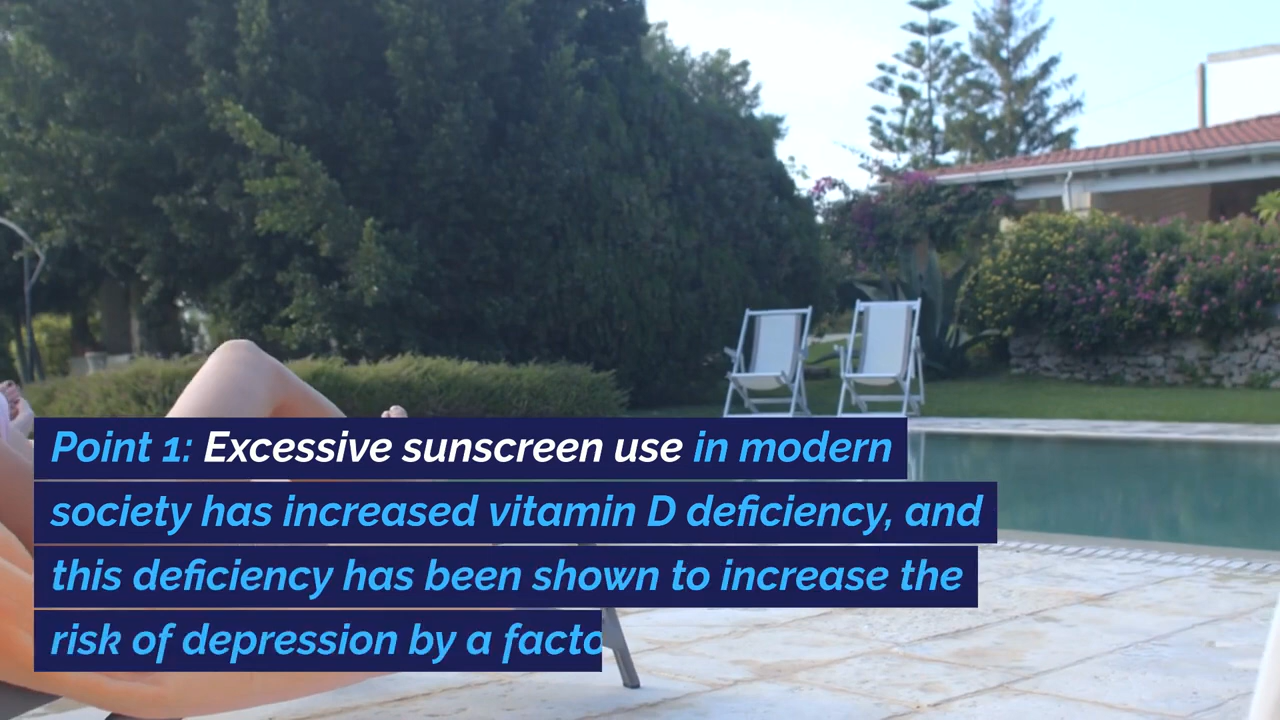 Point 1: Excessive sunscreen use in modern
society has increased vitamin D deficiency, and
this deficiency has been shown to increase the
risk of depression by a facto